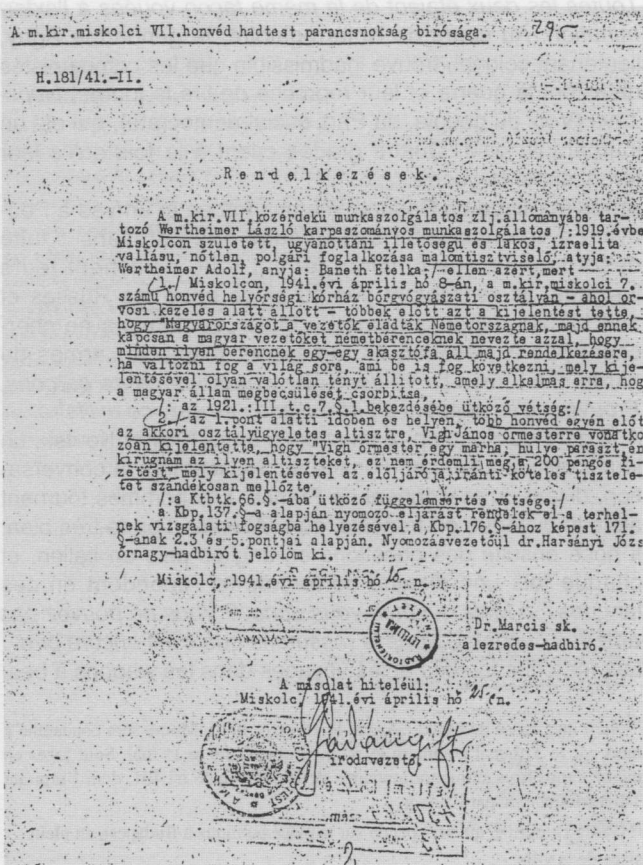 A m.kir.miskolci VII.honvéd hadtest parancsnokság birósága.
295
H.181/41.-II.
Rendelkezések.
A m.kir.VII.közérdekü munkaszolgálatos zlj.állományába tar-
tozó Wertheimer László karpaszományos munkaszolgálatos /:1919.évbe
Miskolcon született, ugyanottani illetőségü és lakos, izraelita
vallásu, nőtlen, polgári foglalkozása malomtisztviselő, atyja:
Wertheimer Adolf, anyja: Baneth Etelka:/ ellen azért,mert
1./ Miskolcon, 1941.évi április hó 8-án, a m.kir.miskolci 7.
számu honvéd helyőrségi kórház bőrgyógyászati osztályán - ahol or-
vosi kezelés alatt állott - többek előtt azt a kijelentést tette,
hogy "Magyarországot a vezetők eladták Németországnak, majd ennek
kapcsán a magyar vezetőket németbérenceknek nevezte azzal, hogy
minden ilyen bérencnek egy-egy akasztófa áll majd rendelkezésére,
ha változni fog a világ sora, ami be is fog következni, mely kije-
lentésével olyan valótlan tényt állitott, amely alkalmas arra, hog
a magyar állam megbecsülését csorbitsa,
/: az 1921.:III.t.c.7.§.1.bekezdésébe ütköző vétség:/
2./ az 1.pont alatti időben és helyen, több honvéd egyén előt
az akkori osztályügyeletes altisztre, Vigh János őrmesterre vonatko
zóan kijelentette, hogy "Vigh őrmester egy marha, hülye paraszt,én
kirugnám az ilyen altiszteket, ez nem érdemli meg a 200 pengős fi-
zetést" mely kijelentésével az elöljárója iránti köteles tisztele-
tet szándékosan mellőzte,
/:a Ktbtk.66.§.-ába ütköző függelemsértés vétsége:/
a Kbp.137.§-a alapján nyomozó eljárást rendelek el a terhel-
nek vizsgálati fogságba helyezésével a Kbp.176.§-ához képest 171.
§-ának 2.3 és 5.pontjai alapján. Nyomozásvezetőül dr.Harsányi Józs
őrnagy-hadbirót jelölöm ki.
Miskolc, 1941.évi április hó 15-n.
Dr.Marcis sk.
alezredes-hadbiró.
A másolat hiteléül:
Miskolc, 1941.évi április hó 25-én.
irodavezető.